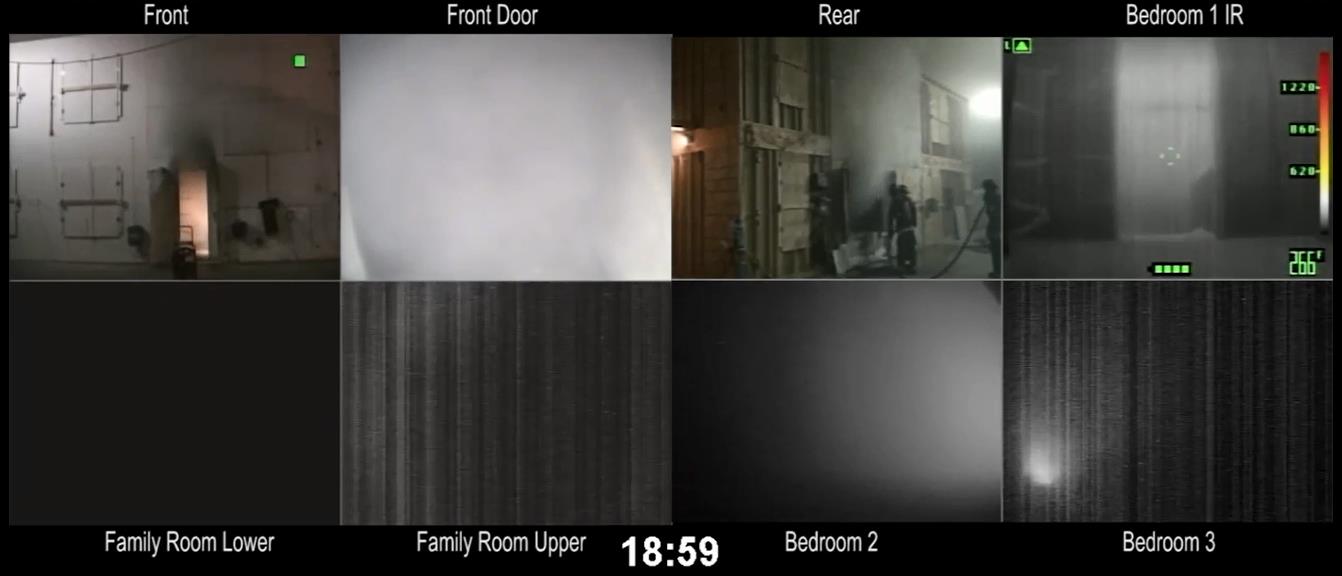 Front
Front Door
Rear
Bedroom 1 IR
L
1220
860
620
266 F
Family Room Lower
Family Room Upper
18:59
Bedroom 2
Bedroom 3